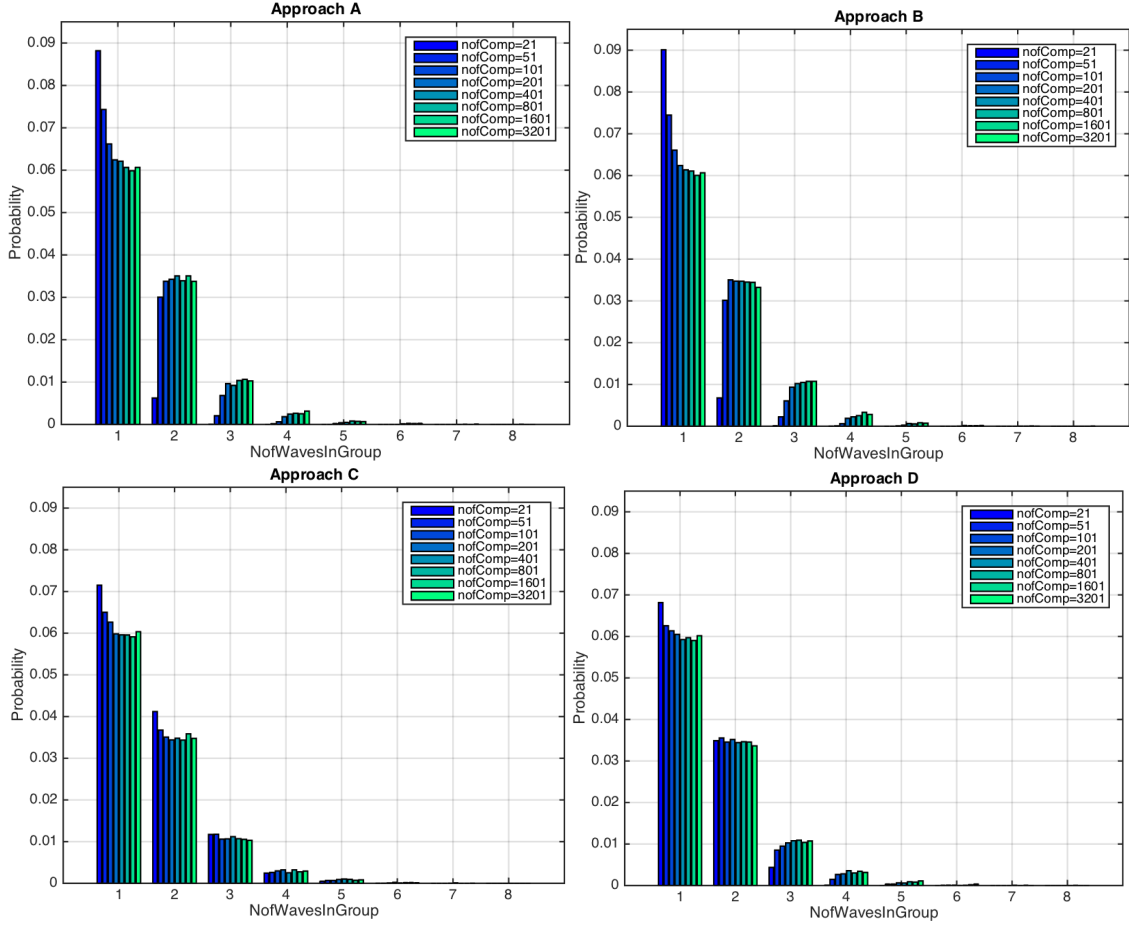 Approach A
0.09
0.08
0.07
0.06
0.05
0.04
0.03
0.02
0.01
0
Probability
1 2 3 4 5 6 7 8
NofWavesInGroup
nofComp=21
nofComp=51
nofComp=101
nofComp=201
nofComp=401
nofComp=801
nofComp=1601
nofComp=3201
Approach B
0.09
0.08
0.07
0.06
0.05
0.04
0.03
0.02
0.01
0
Probability
1 2 3 4 5 6 7 8
NofWavesInGroup
nofComp=21
nofComp=51
nofComp=101
nofComp=201
nofComp=401
nofComp=801
nofComp=1601
nofComp=3201
Approach C
0.09
0.08
0.07
0.06
0.05
0.04
0.03
0.02
0.01
0
Probability
1 2 3 4 5 6 7 8
NofWavesInGroup
nofComp=21
nofComp=51
nofComp=101
nofComp=201
nofComp=401
nofComp=801
nofComp=1601
nofComp=3201
Approach D
0.09
0.08
0.07
0.06
0.05
0.04
0.03
0.02
0.01
0
Probability
1 2 3 4 5 6 7 8
NofWavesInGroup
nofComp=21
nofComp=51
nofComp=101
nofComp=201
nofComp=401
nofComp=801
nofComp=1601
nofComp=3201